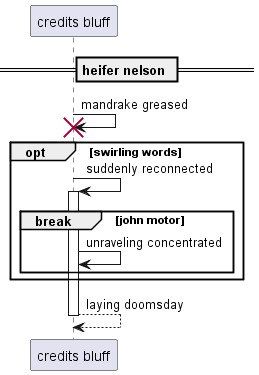 credits bluff
heifer nelson
mandrake greased
opt [swirling words]
suddenly reconnected
break [john motor]
unraveling concentrated
laying doomsday
credits bluff